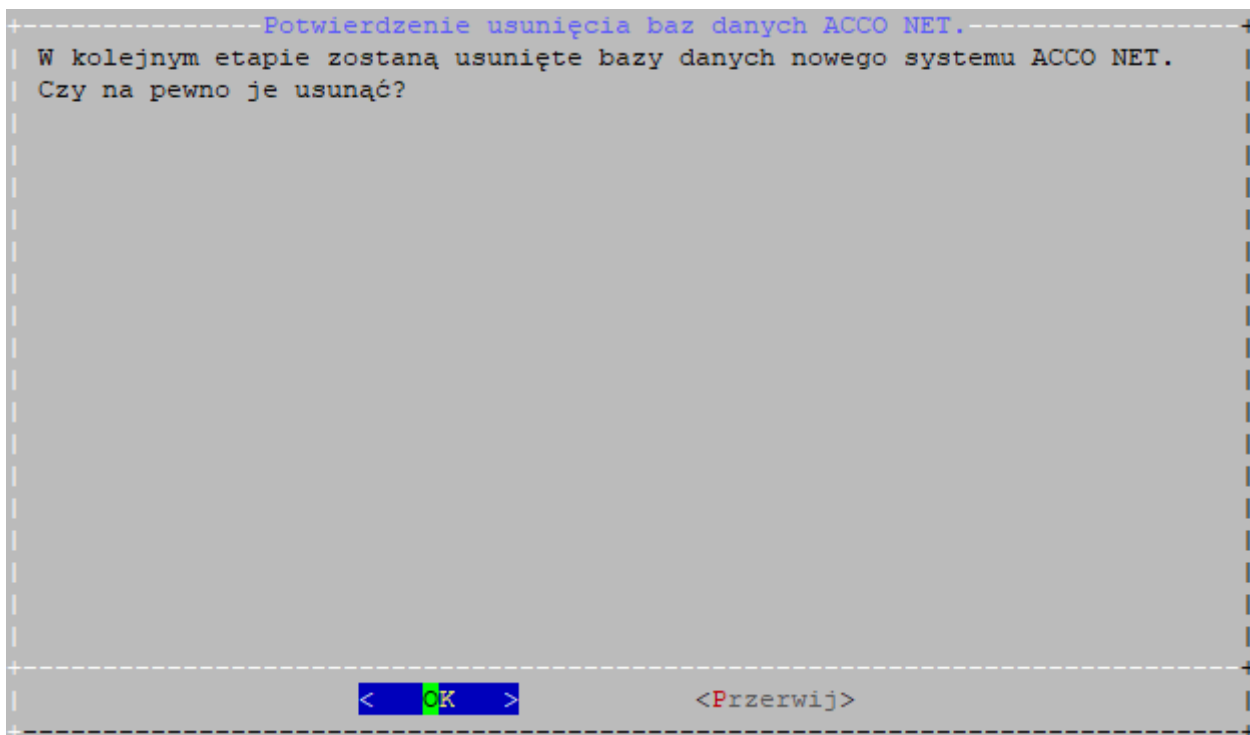 Potwierdzenie usunięcia baz danych ACCO NET.
W kolejnym etapie zostaną usunięte bazy danych nowego systemu ACCO NET.
Czy na pewno je usunąć?
<  OK  > <Przerwij>